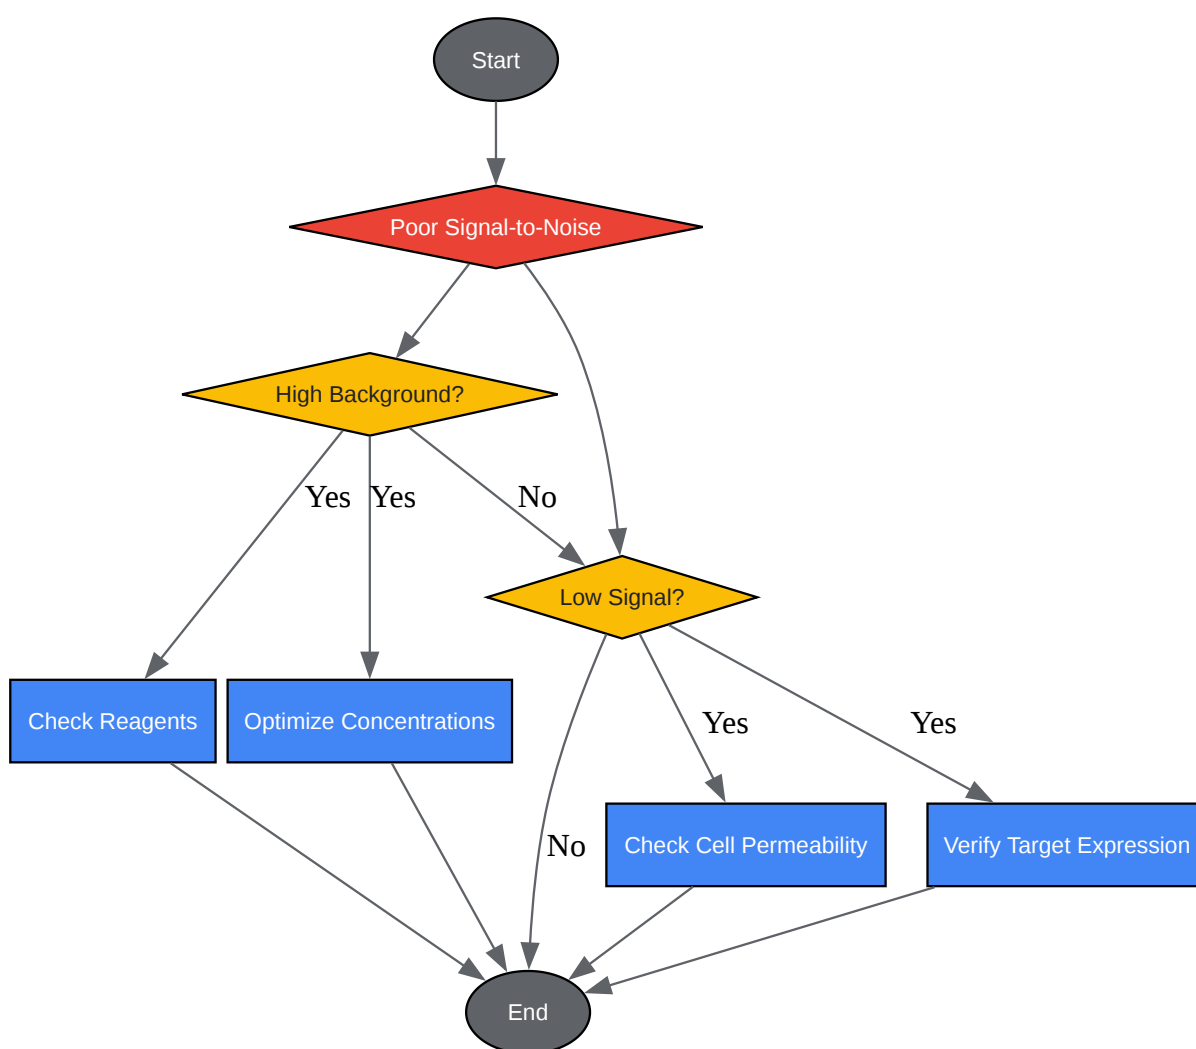 Start
Poor Signal-to-Noise
High Background?
Yes
Yes
No
Low Signal?
Check Reagents
Optimize Concentrations
Yes
Yes
No
Check Cell Permeability
Verify Target Expression
End